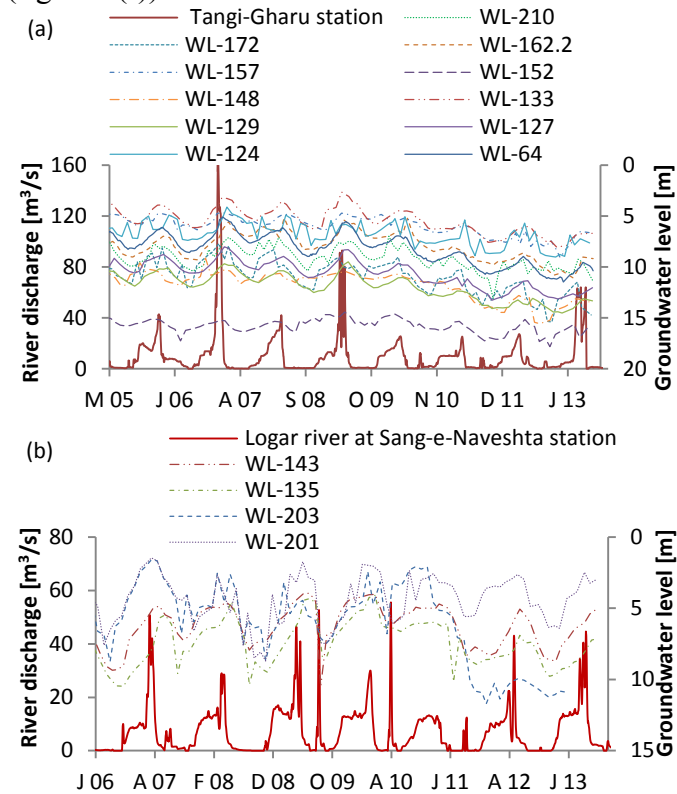 (a)
Tangi-Gharu station WL-210
WL-172 WL-162.2
WL-157 WL-152
WL-148 WL-133
WL-129 WL-127
WL-124 WL-64
River discharge [m³/s]
160
120
80
40
0
0
5
10
15
20
Groundwater level [m]
M 05 J 06 A 07 S 08 O 09 N 10 D 11 J 13
(b)
Logar river at Sang-e-Naveshta station
WL-143
WL-135
WL-203
WL-201
River discharge [m³/s]
80
60
40
20
0
0
5
10
15
Groundwater level [m]
J 06 A 07 F 08 D 08 O 09 A 10 J 11 A 12 J 13